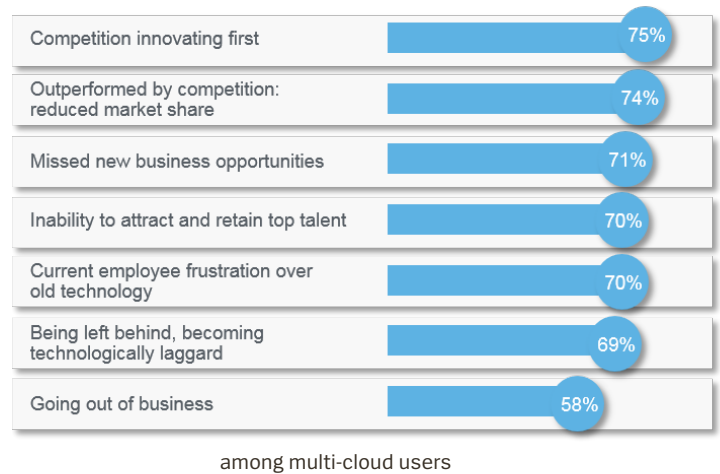 Competition innovating first
75%
Outperformed by competition:
reduced market share
74%
Missed new business opportunities
71%
Inability to attract and retain top talent
70%
Current employee frustration over
old technology
70%
Being left behind, becoming
technologically laggard
69%
Going out of business
58%
among multi-cloud users